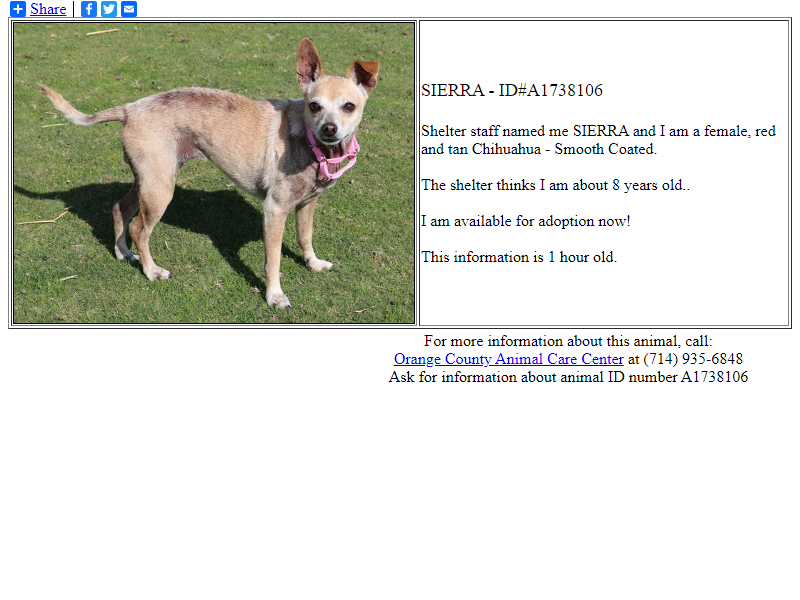 Share |
SIERRA - ID#A1738106
Shelter staff named me SIERRA and I am a female, red
and tan Chihuahua - Smooth Coated.
The shelter thinks I am about 8 years old..
I am available for adoption now!
This information is 1 hour old.
For more information about this animal, call:
Orange County Animal Care Center at (714) 935-6848
Ask for information about animal ID number A1738106